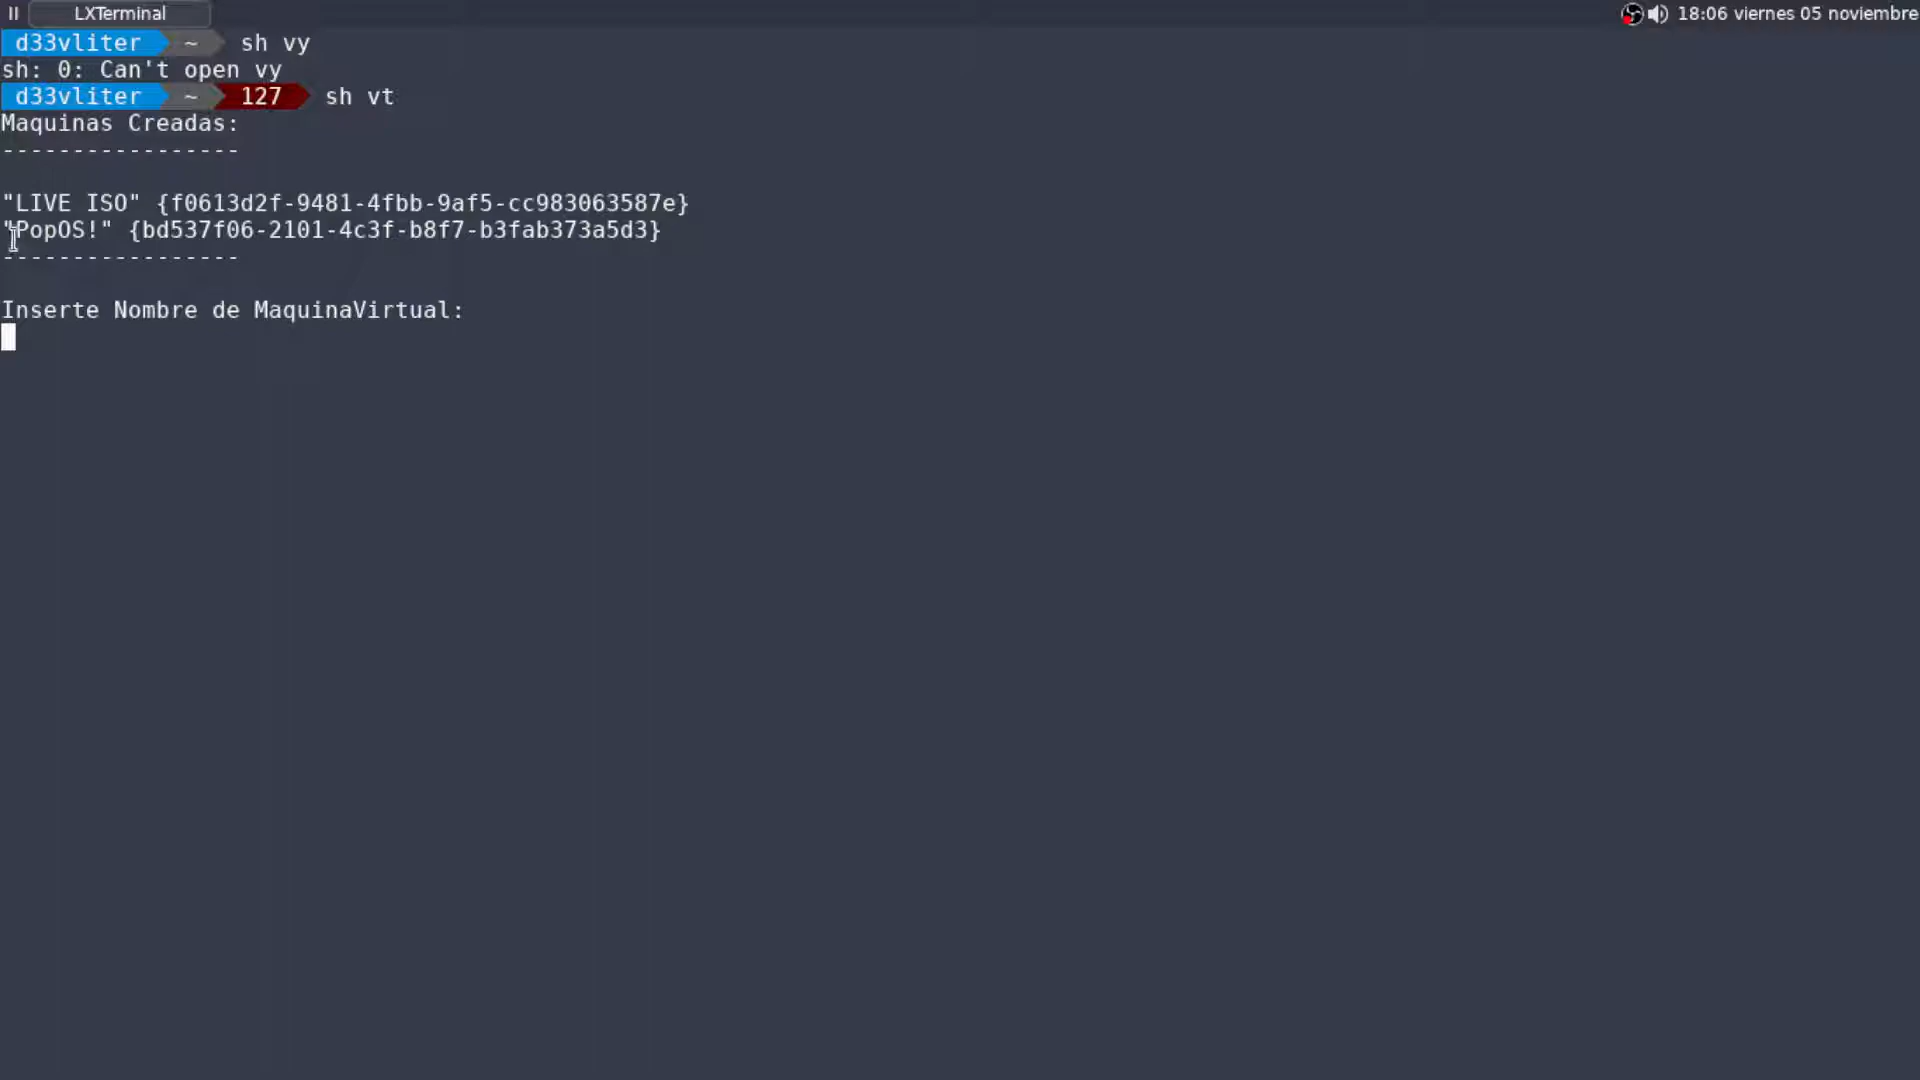 LXTerminal
18:06 viernes 05 noviembre
d33vliter ~ sh vy
sh: 0: Can't open vy
d33vliter ~ 127 sh vt
Maquinas Creadas:
-----------------
"LIVE ISO" {f0613d2f-9481-4fbb-9af5-cc983063587e}
"PopOS!" {bd537f06-2101-4c3f-b8f7-b3fab373a5d3}
-----------------
Inserte Nombre de MaquinaVirtual: